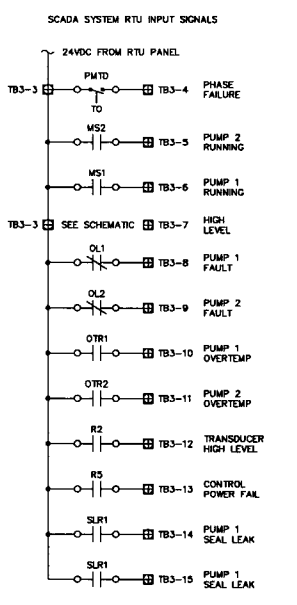 SCADA SYSTEM RTU INPUT SIGNALS
24VDC FROM RTU PANEL
TB3-3 PMTD TO TB3-4 PHASE FAILURE
MS2 TB3-5 PUMP 2 RUNNING
MS1 TB3-6 PUMP 1 RUNNING
TB3-3 SEE SCHEMATIC TB3-7 HIGH LEVEL
OL1 TB3-8 PUMP 1 FAULT
OL2 TB3-9 PUMP 2 FAULT
OTR1 TB3-10 PUMP 1 OVERTEMP
OTR2 TB3-11 PUMP 2 OVERTEMP
R2 TB3-12 TRANSDUCER HIGH LEVEL
R5 TB3-13 CONTROL POWER FAIL
SLR1 TB3-14 PUMP 1 SEAL LEAK
SLR1 TB3-15 PUMP 1 SEAL LEAK